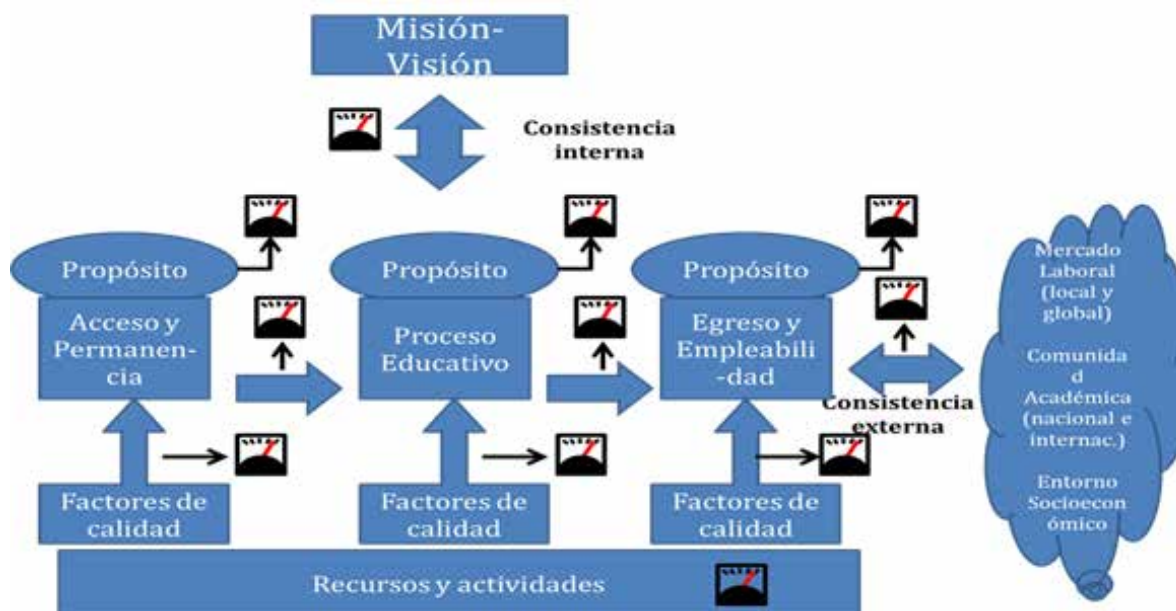 Misión-
Visión
Consistencia
interna
Propósito
Acceso y
Permanen-
cia
Propósito
Proceso
Educativo
Propósito
Egreso y
Empleabili
-dad
Consistencia
externa
Mercado
Laboral
(local y
global)
Comunida
d
Académica
(nacional e
internac.)
Entorno
Socioecon
ómico
Factores de
calidad
Factores de
calidad
Factores de
calidad
Recursos y actividades